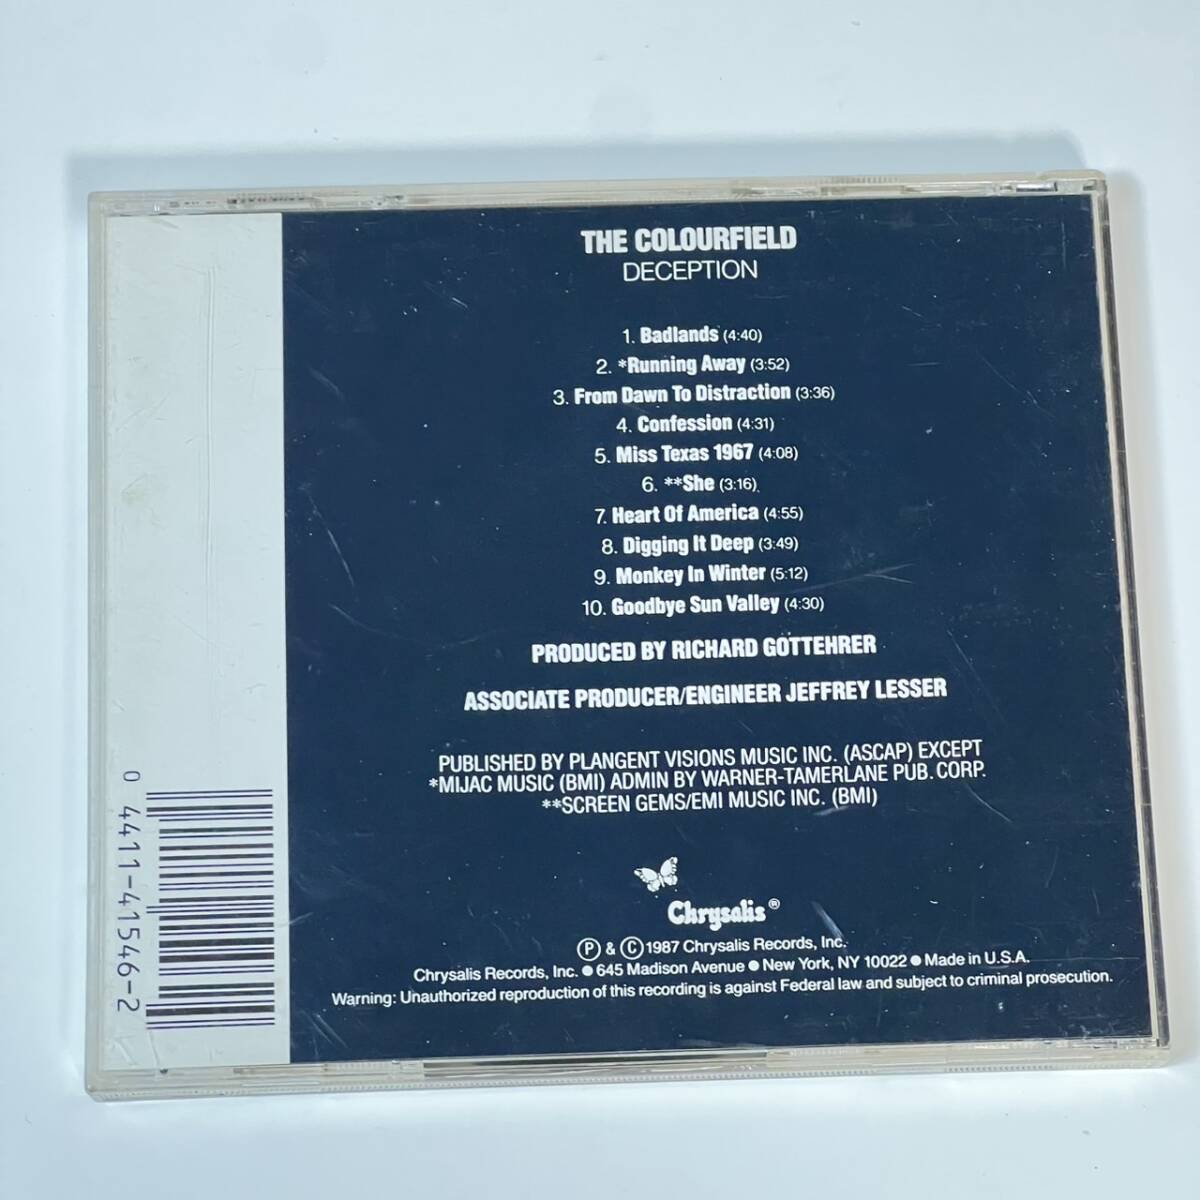 THE COLOURFIELD
DECEPTION
1. Badlands (4:40)
2. *Running Away (3:52)
3. From Dawn To Distraction (3:36)
4. Confession (4:31)
5. Miss Texas 1967 (4:08)
6. **She (3:16)
7. Heart Of America (4:55)
8. Digging It Deep (3:49)
9. Monkey In Winter (5:12)
10. Goodbye Sun Valley (4:30)
PRODUCED BY RICHARD GOTTEHRER
ASSOCIATE PRODUCER/ENGINEER JEFFREY LESSER
PUBLISHED BY PLANGENT VISIONS MUSIC INC. (ASCAP) EXCEPT
*MIJAC MUSIC (BMI) ADMIN BY WARNER-TAMERLANE PUB. CORP.
**SCREEN GEMS/EMI MUSIC INC. (BMI)
Chrysalis®
Ⓟ & Ⓒ 1987 Chrysalis Records, Inc.
Chrysalis Records, Inc. ● 645 Madison Avenue ● New York, NY 10022 ● Made in U.S.A.
Warning: Unauthorized reproduction of this recording is against Federal law and subject to criminal prosecution.
0 4411-41546-2